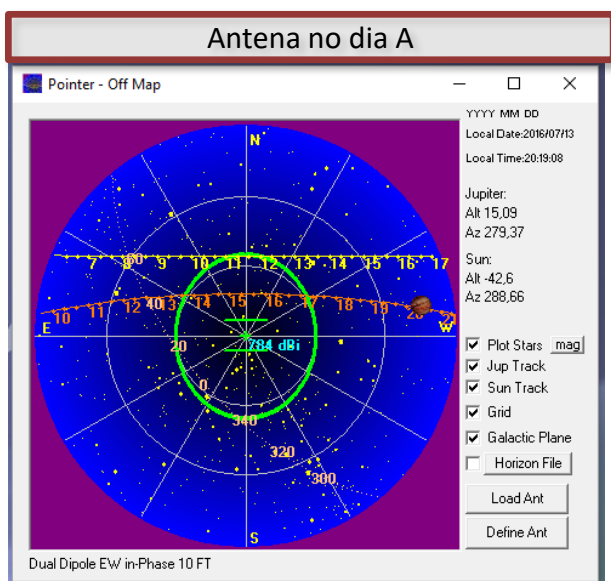 Antena no dia A
Pointer - Off Map
YYYY MM DD
Local Date:2016/07/13
Local Time:20:19:08
Jupiter:
Alt 15,09
Az 279,37
Sun:
Alt -42,6
Az 288,66
N
60
7 8 9 10 11 12 13 14 15 16 17
40
10 11 12 13 14 15 16 17 18 19 20 21
E
W
784 dBi
20
0
340
320
300
S
Plot Stars mag
Jup Track
Sun Track
Grid
Galactic Plane
Horizon File
Load Ant
Define Ant
Dual Dipole EW in-Phase 10 FT